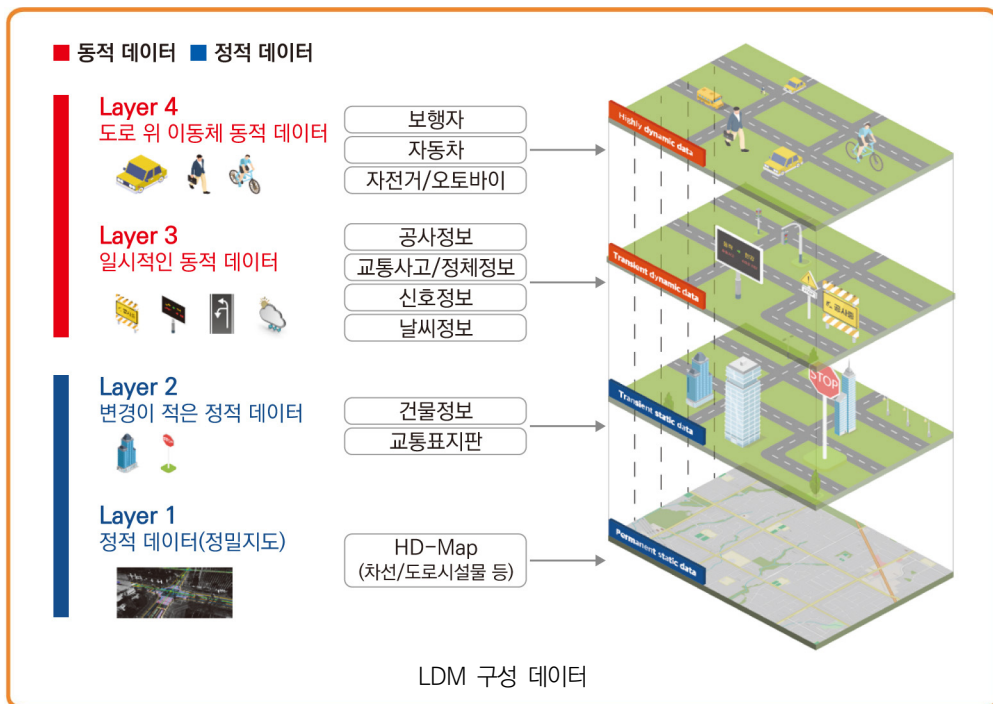 동적 데이터 정적 데이터
Layer 4
도로 위 이동체 동적 데이터
보행자
자동차
자전거/오토바이
Highly dynamic data
Layer 3
일시적인 동적 데이터
공사정보
교통사고/정체정보
신호정보
날씨정보
Transient dynamic data
공사중
Layer 2
변경이 적은 정적 데이터
건물정보
교통표지판
Transient static data
STOP
Layer 1
정적 데이터(정밀지도)
HD-Map
(차선/도로시설물 등)
Permanent static data
LDM 구성 데이터